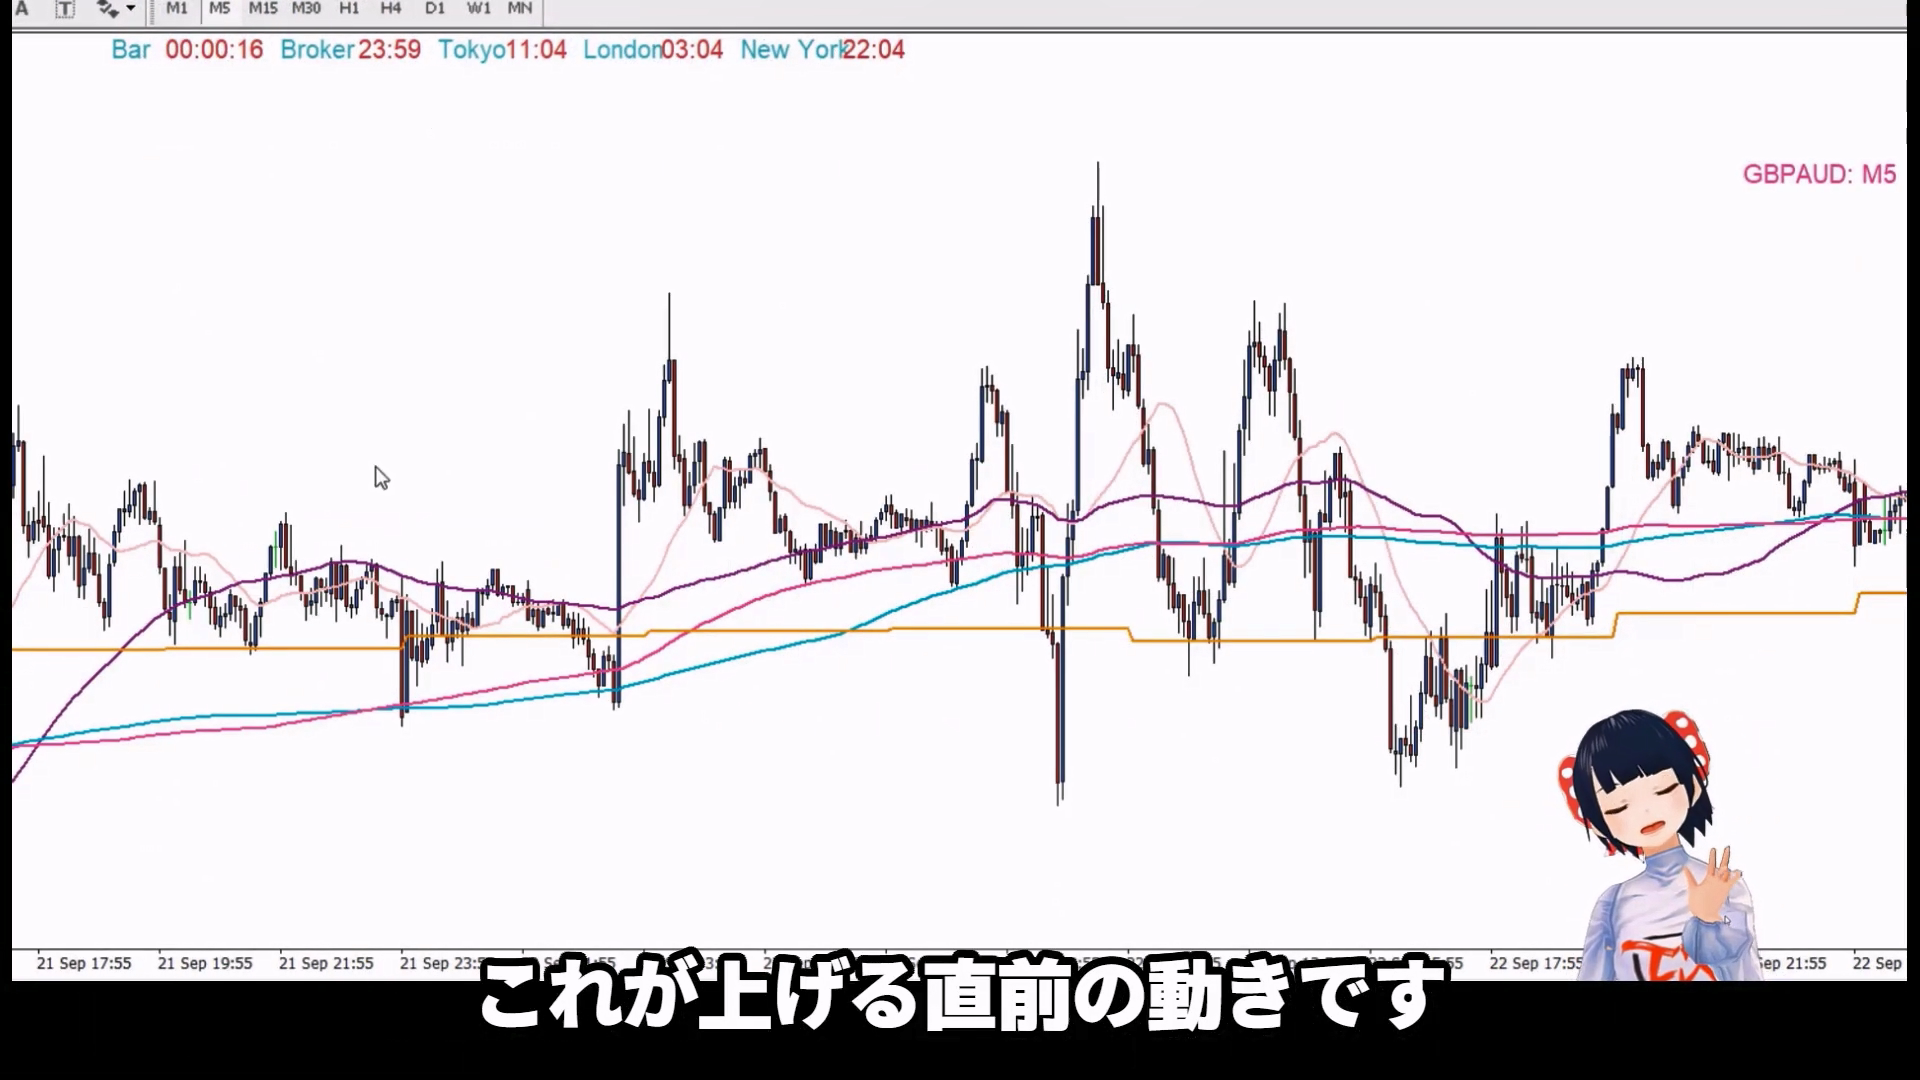 A T M1 M5 M15 M30 H1 H4 D1 W1 MN
Bar 00:00:16 Broker 23:59 Tokyo 11:04 London 03:04 New York 22:04
GBPAUD: M5
21 Sep 17:55 21 Sep 19:55 21 Sep 21:55 21 Sep 23:5 22 Sep 17:55 Sep 21:55 22 Sep
これが上げる直前の動きです